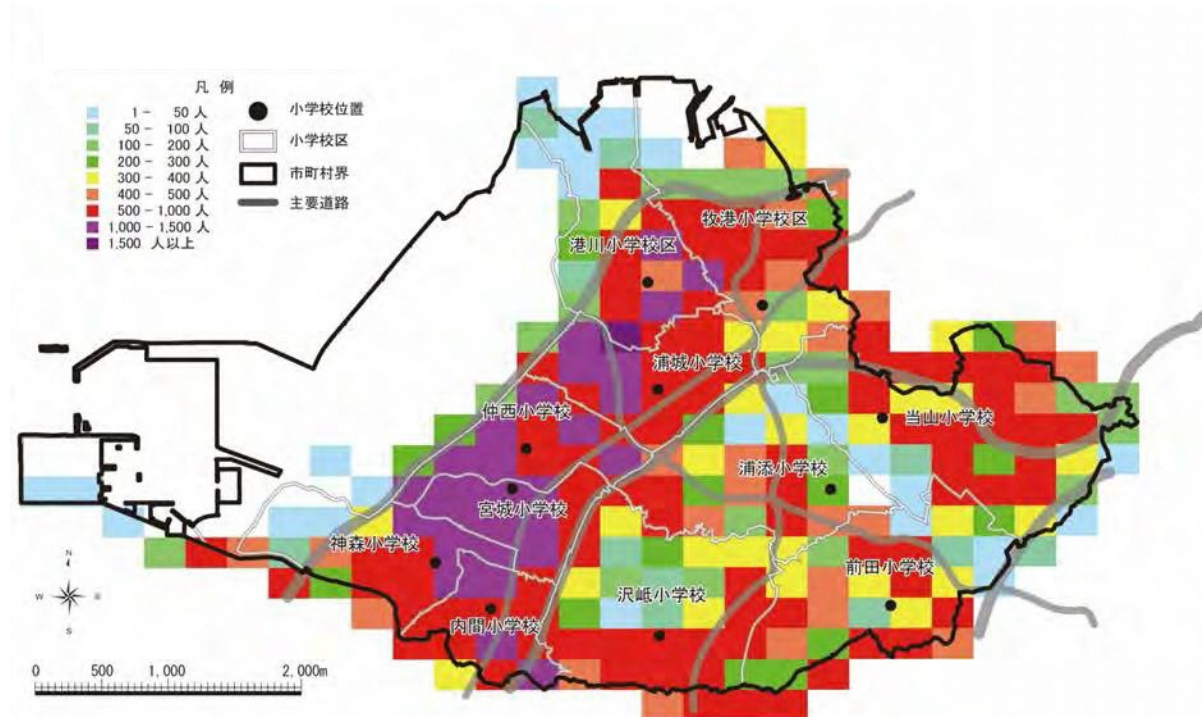 凡 例
1 - 50 人
50 - 100 人
100 - 200 人
200 - 300 人
300 - 400 人
400 - 500 人
500 - 1,000 人
1,000 - 1,500 人
1,500 人以上
小学校位置
小学校区
市町村界
主要道路
牧港小学校区
港川小学校区
浦城小学校
仲西小学校
当山小学校
浦添小学校
宮城小学校
神森小学校
前田小学校
沢岻小学校
内間小学校
N
W
S
0 500 1,000 2,000m